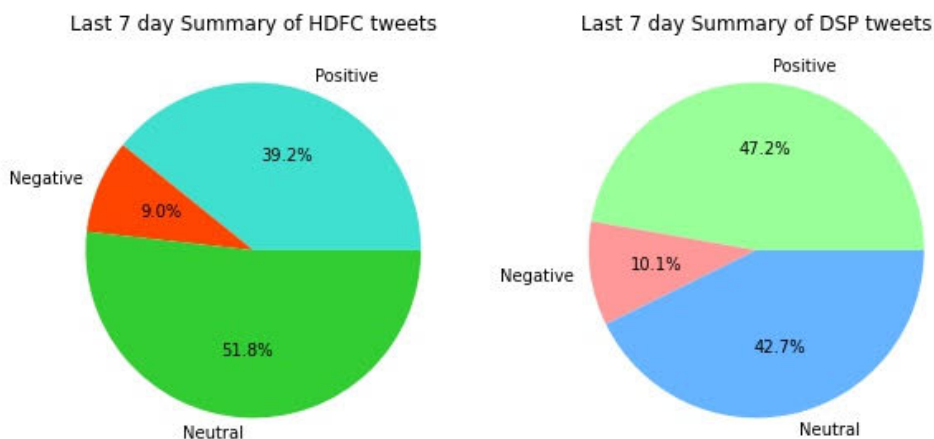 Last 7 day Summary of HDFC tweets
Positive
39.2%
Negative
9.0%
51.8%
Neutral
Last 7 day Summary of DSP tweets
Positive
47.2%
Negative
10.1%
42.7%
Neutral